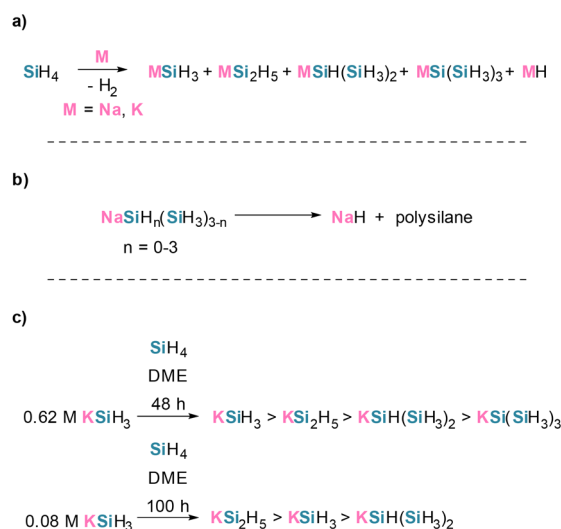 a)
SiH₄ M - H₂ M = Na, K MSiH₃ + MSi₂H₅ + MSiH(SiH₃)₂ + MSi(SiH₃)₃ + MH
b)
NaSiHₙ(SiH₃)₃₋ₙ NaH + polysilane
n = 0-3
c)
SiH₄
DME
48 h
0.62 M KSiH₃ KSiH₃ > KSi₂H₅ > KSiH(SiH₃)₂ > KSi(SiH₃)₃
SiH₄
DME
100 h
0.08 M KSiH₃ KSi₂H₅ > KSiH₃ > KSiH(SiH₃)₂